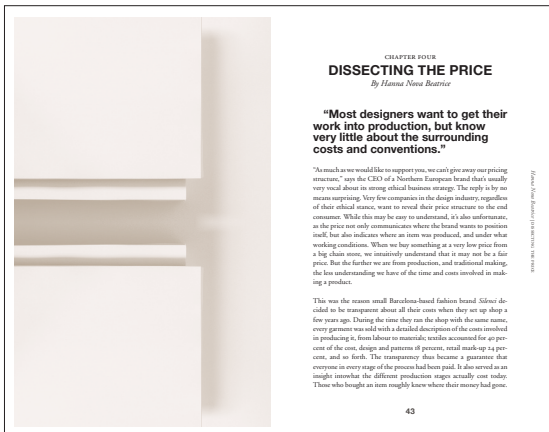 CHAPTER FOUR
DISSECTING THE PRICE
By Hanna Nova Beatrice
“Most designers want to get their
work into production, but know
very little about the surrounding
costs and conventions.”
“As much as we would like to support you, we can’t give away our pricing
structure,” says the CEO of a Northern European brand that’s usually
very vocal about its strong ethical business strategy. The reply is by no
means surprising. Very few companies in the design industry, regardless
of their ethical stance, want to reveal their price structure to the end
consumer. While this may be easy to understand, it’s also unfortunate,
as the price not only communicates where the brand wants to position
itself, but also indicates where an item was produced, and under what
working conditions. When we buy something at a very low price from
a big chain store, we intuitively understand that it may not be a fair
price. But the further we are from production, and traditional making,
the less understanding we have of the time and costs involved in mak-
ing a product.
This was the reason small Barcelona-based fashion brand Silenci de-
cided to be transparent about all their costs when they set up shop a
few years ago. During the time they ran the shop with the same name,
every garment was sold with a detailed description of the costs involved
in producing it, from labour to materials; textiles accounted for 40 per-
cent of the cost, design and patterns 18 percent, retail mark-up 24 per-
cent, and so forth. The transparency thus became a guarantee that
everyone in every stage of the process had been paid. It also served as an
insight intowhat the different production stages actually cost today.
Those who bought an item roughly knew where their money had gone.
Hanna Nova Beatrice DISSECTING THE PRICE
43